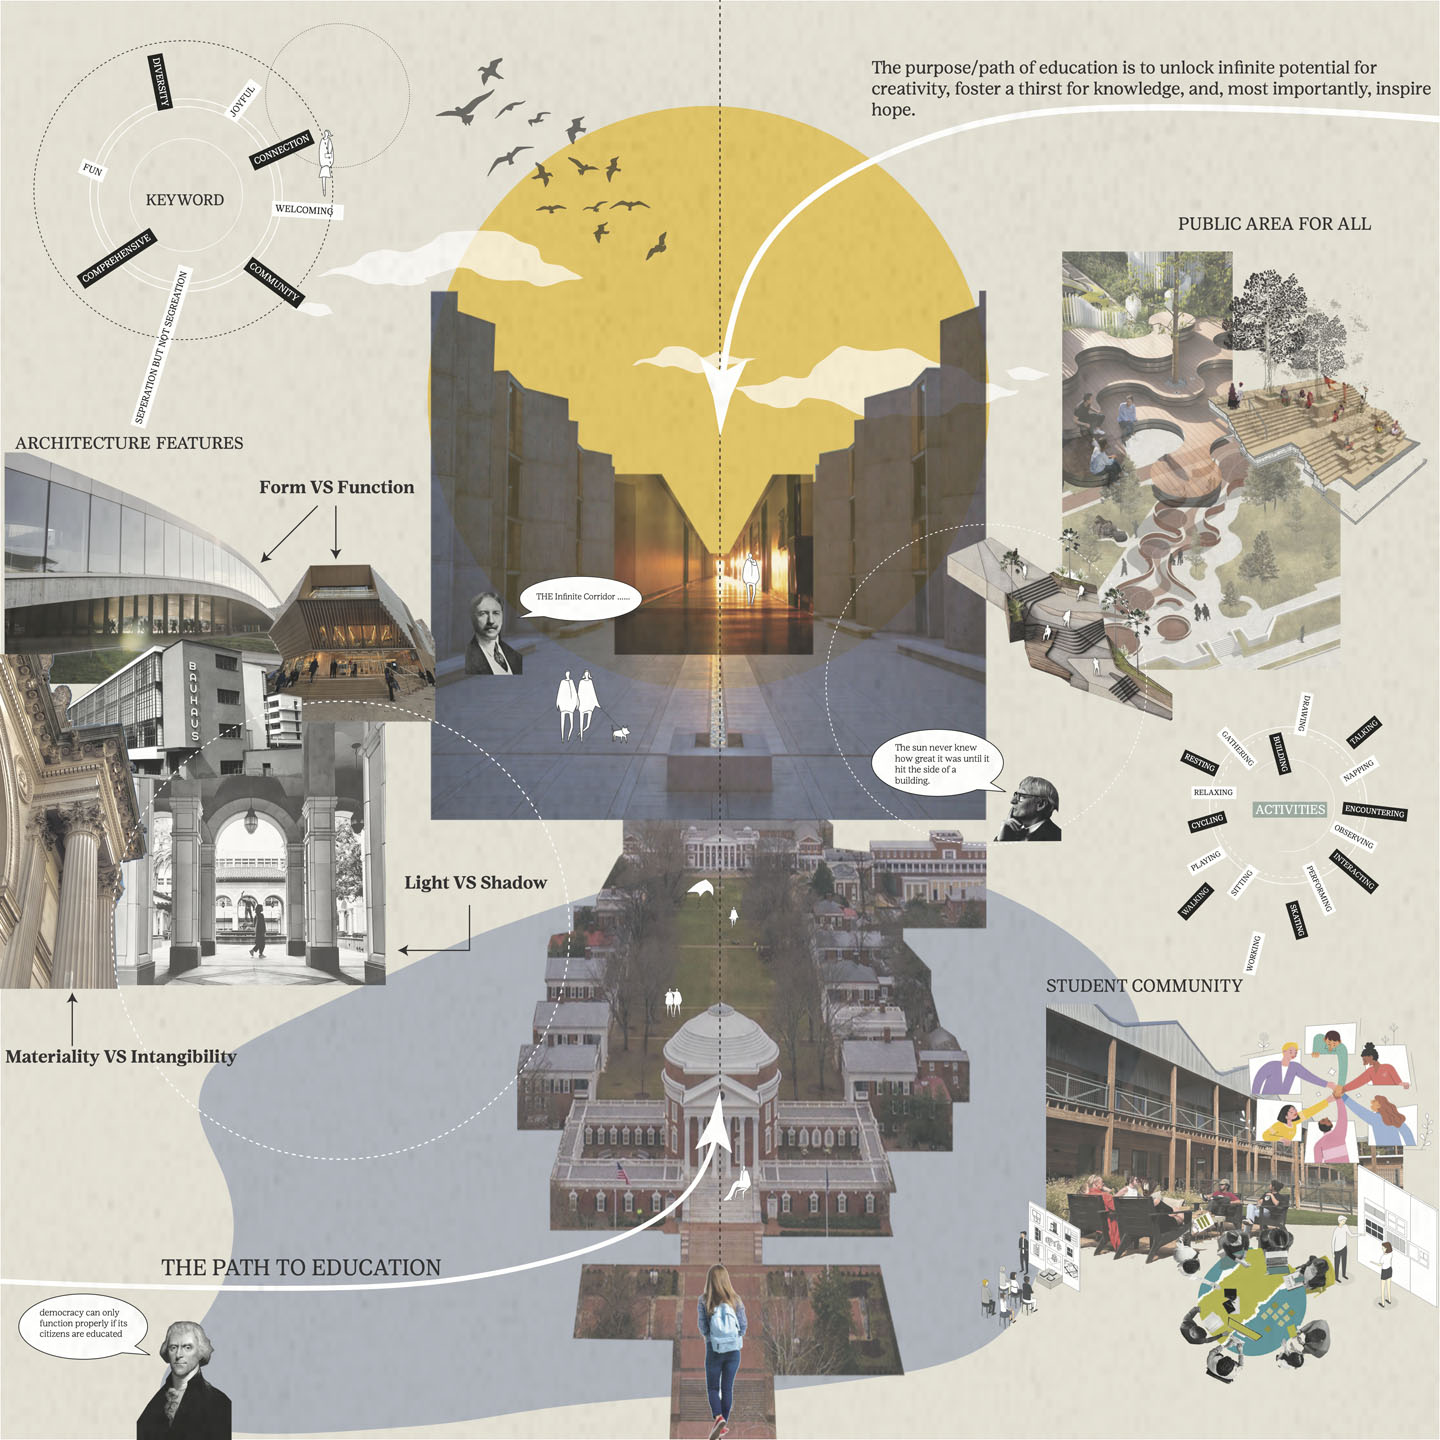 The purpose/path of education is to unlock infinite potential for
creativity, foster a thirst for knowledge, and, most importantly, inspire
hope.
DIVERSITY
JOYFUL
CONNECTION
FUN
KEYWORD
WELCOMING
COMPREHENSIVE
COMMUNITY
SEPERATION BUT NOT SEGREATION
PUBLIC AREA FOR ALL
ARCHITECTURE FEATURES
Form VS Function
BAUHAUS
THE Infinite Corridor ......
The sun never knew
how great it was until it
hit the side of a
building.
DRAWING
TALKING
GATHERING
BUILDING
RESTING
NAPPING
RELAXING
ACTIVITIES
ENCOUNTERING
CYCLING
OBSERVING
PLAYING
INTERACTING
SITTING
PERFORMING
WALKING
SKATING
WORKING
Light VS Shadow
STUDENT COMMUNITY
Materiality VS Intangibility
THE PATH TO EDUCATION
democracy can only
function properly if its
citizens are educated